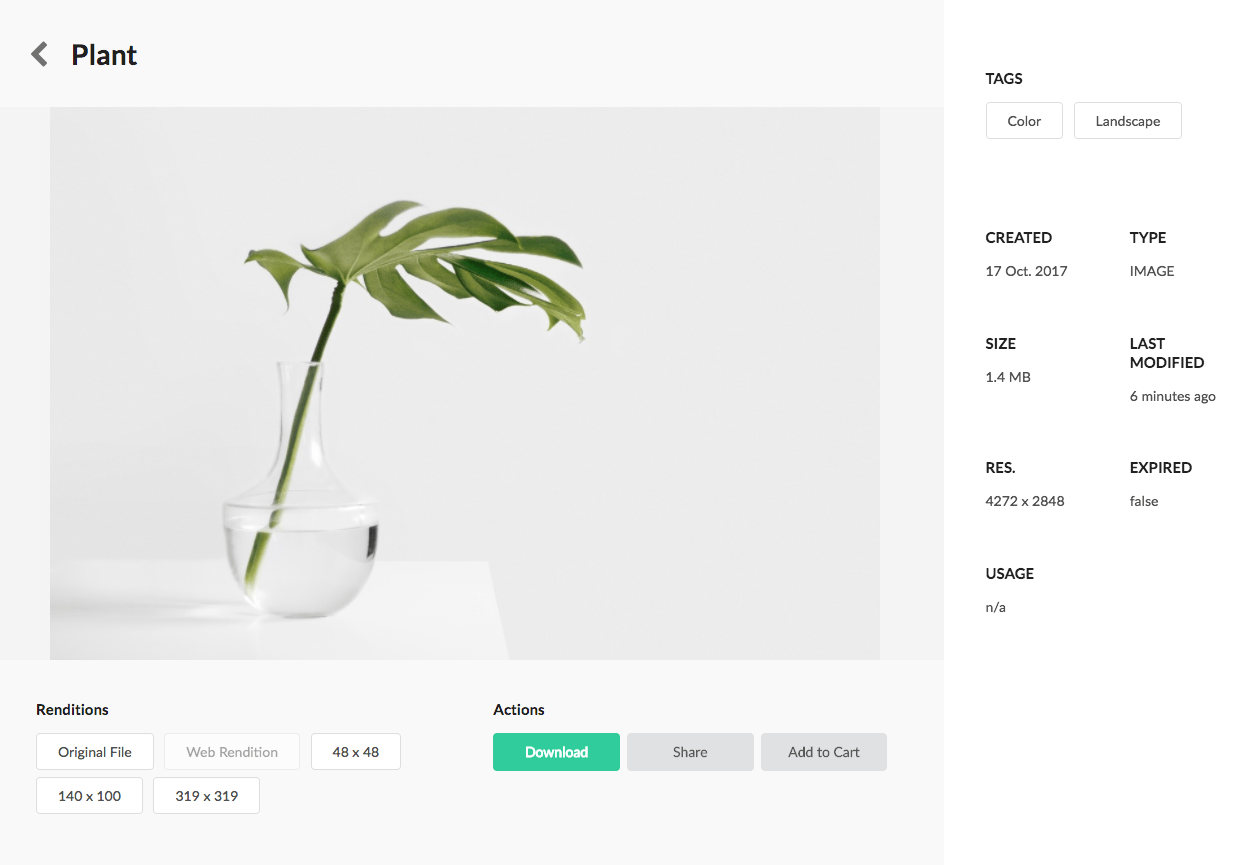 Plant
TAGS
Color
Landscape
CREATED
17 Oct. 2017
TYPE
IMAGE
SIZE
1.4 MB
LAST
MODIFIED
6 minutes ago
RES.
4272 x 2848
EXPIRED
false
USAGE
n/a
Renditions
Original File
Web Rendition
48 x 48
140 x 100
319 x 319
Actions
Download
Share
Add to Cart